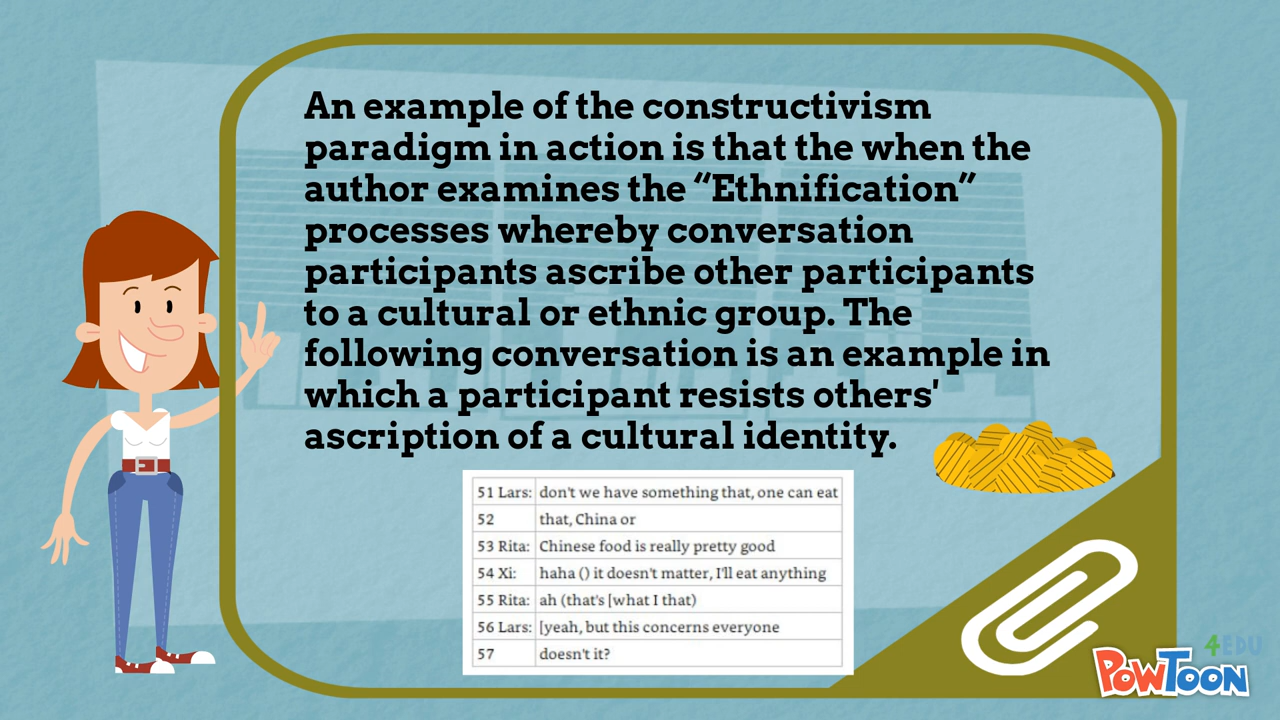 An example of the constructivism
paradigm in action is that the when the
author examines the “Ethnification”
processes whereby conversation
participants ascribe other participants
to a cultural or ethnic group. The
following conversation is an example in
which a participant resists others'
ascription of a cultural identity.
51 Lars: don't we have something that, one can eat
52 that, China or
53 Rita: Chinese food is really pretty good
54 Xi: haha () it doesn't matter, I'll eat anything
55 Rita: ah (that's [what I that)
56 Lars: [yeah, but this concerns everyone
57 doesn't it?
4EDU
POWTOON